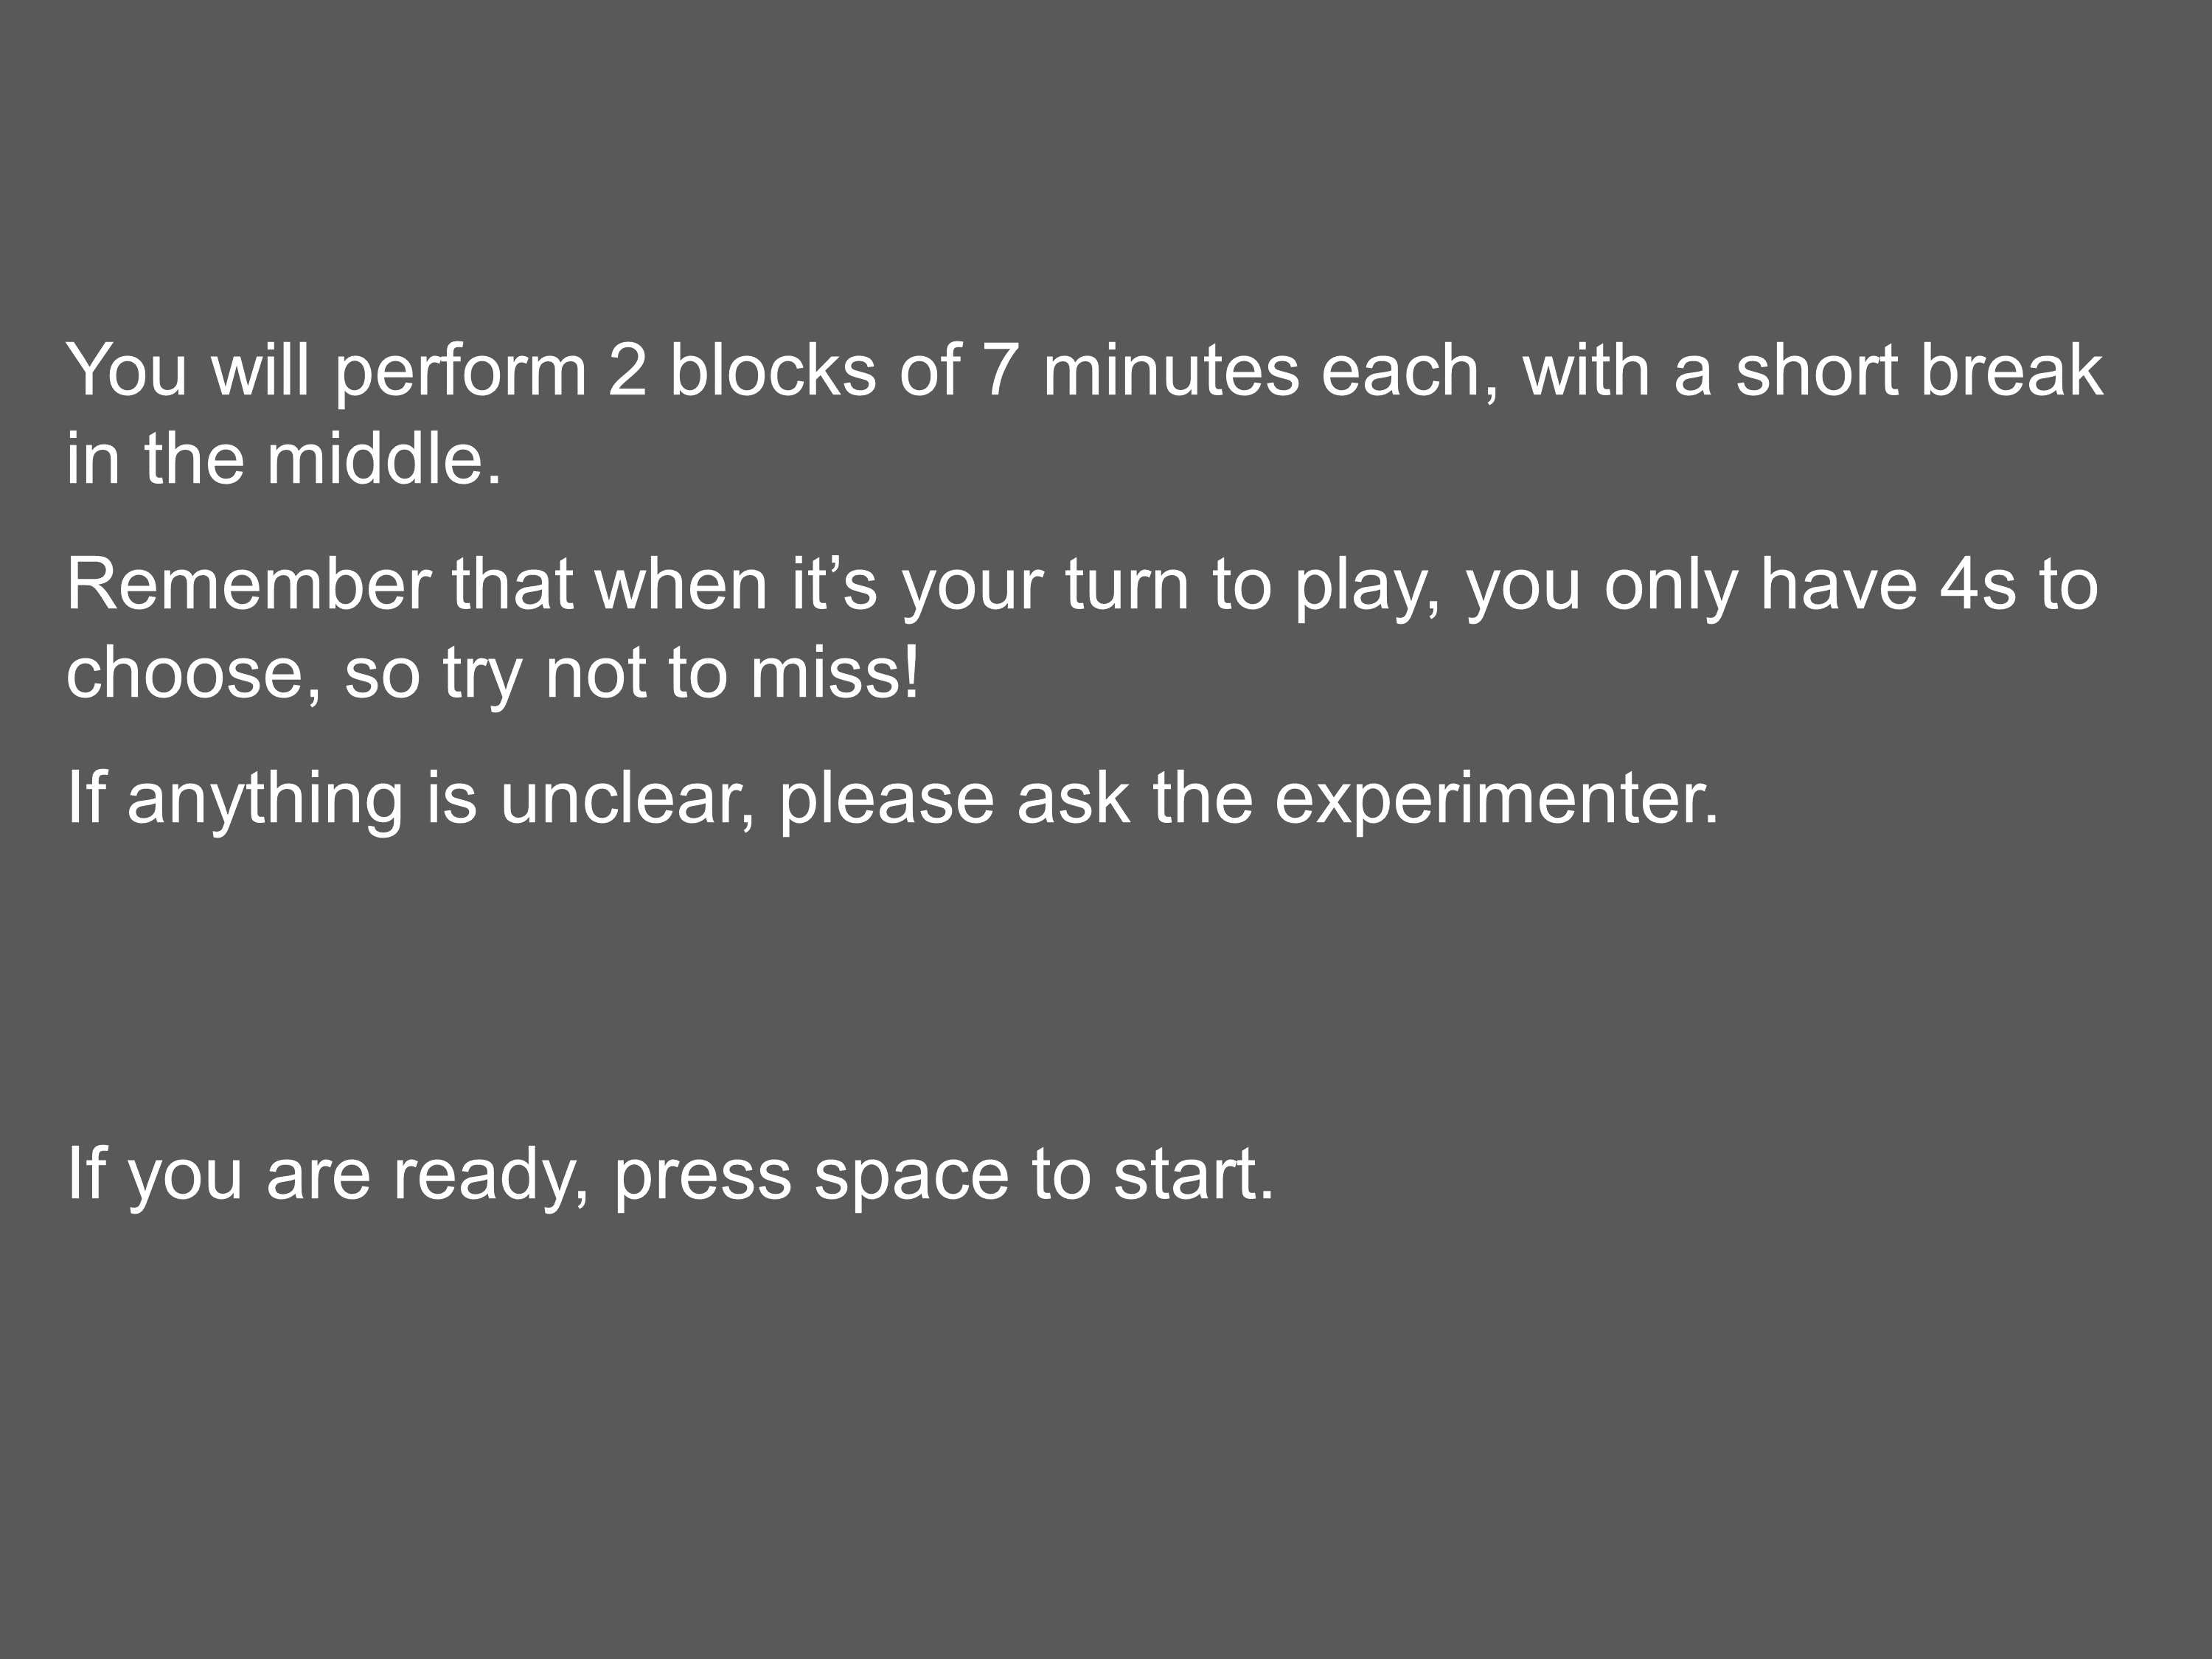 You will perform 2 blocks of 7 minutes each, with a short break
in the middle.
Remember that when it’s your turn to play, you only have 4s to
choose, so try not to miss!
If anything is unclear, please ask the experimenter.
If you are ready, press space to start.